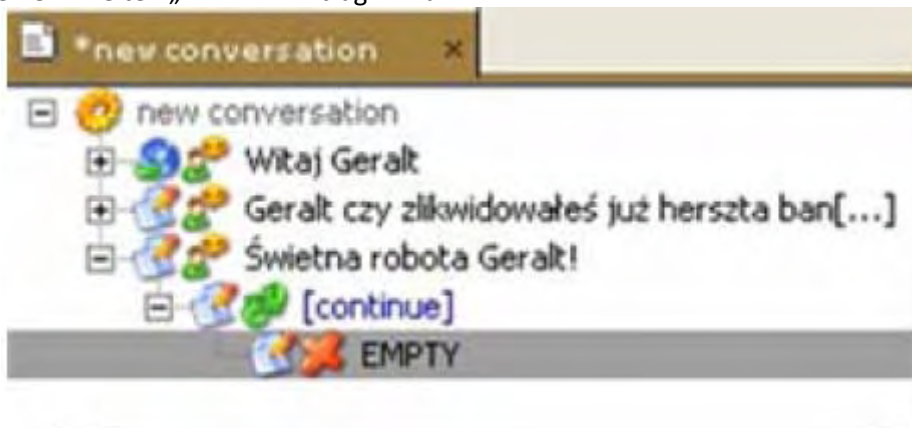 *new conversation
new conversation
Witaj Geralt
Geralt czy zlikwidowałeś już herszta ban[...]
Świetna robota Geralt!
[continue]
EMPTY